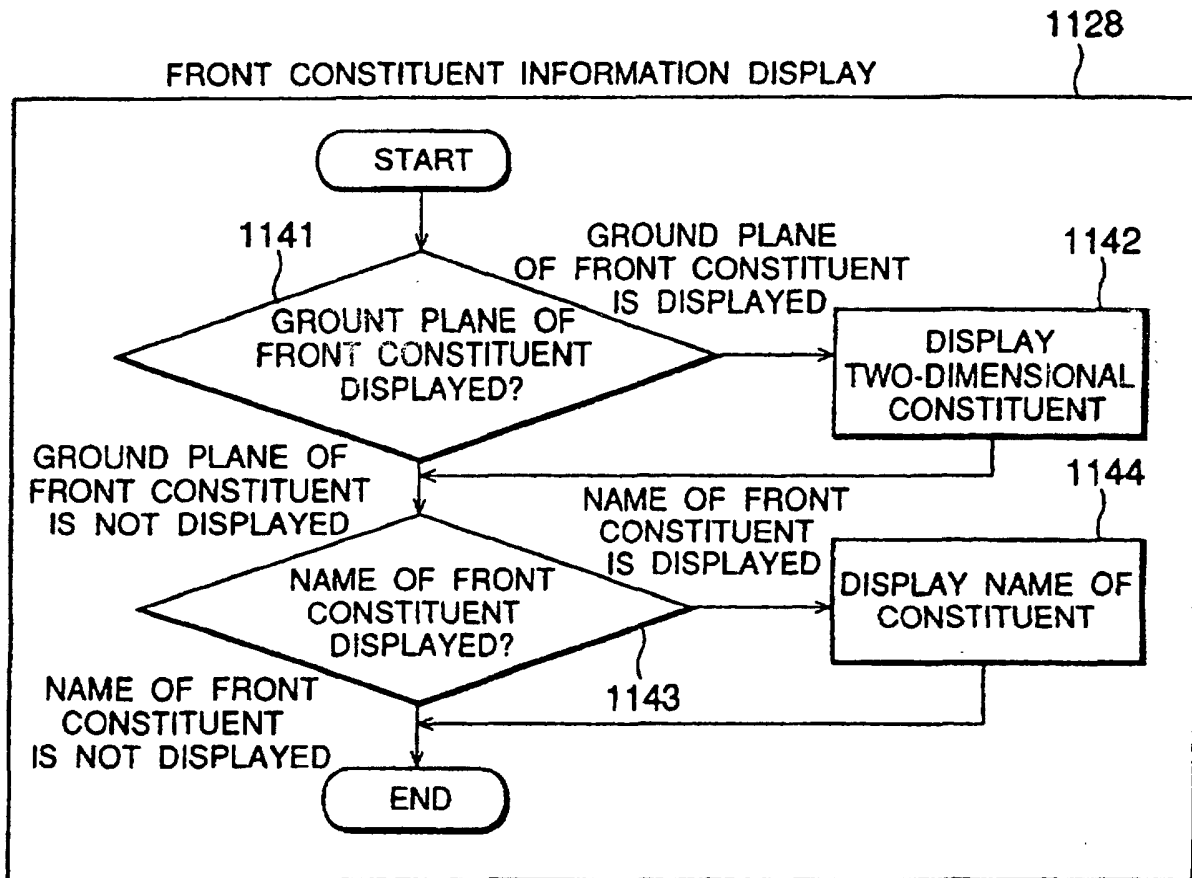 1128
FRONT CONSTITUENT INFORMATION DISPLAY
START
1141
GROUND PLANE
OF FRONT CONSTITUENT
IS DISPLAYED
1142
GROUNT PLANE OF
FRONT CONSTITUENT
DISPLAYED?
DISPLAY
TWO-DIMENSIONAL
CONSTITUENT
GROUND PLANE OF
FRONT CONSTITUENT
IS NOT DISPLAYED
NAME OF FRONT
CONSTITUENT
IS DISPLAYED
1144
NAME OF FRONT
CONSTITUENT
DISPLAYED?
DISPLAY NAME OF
CONSTITUENT
1143
NAME OF FRONT
CONSTITUENT
IS NOT DISPLAYED
END